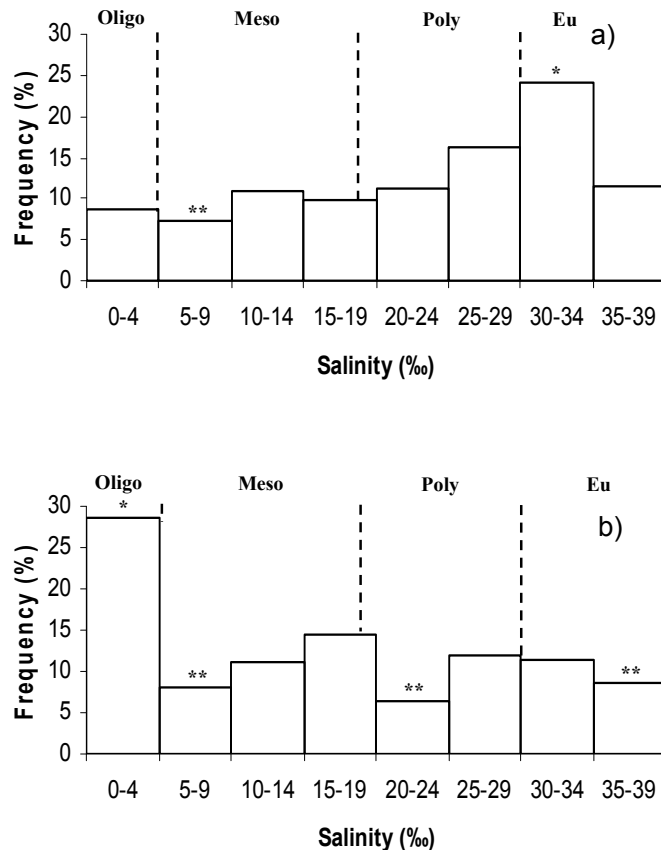 Oligo Meso Poly Eu
a)
30
*
25
20
15
10
**
5
0
Frequency (%)
0-4 5-9 10-14 15-19 20-24 25-29 30-34 35-39
Salinity (‰)
Oligo Meso Poly Eu
30
*
b)
25
20
15
10
** ** **
5
0
Frequency (%)
0-4 5-9 10-14 15-19 20-24 25-29 30-34 35-39
Salinity (‰)